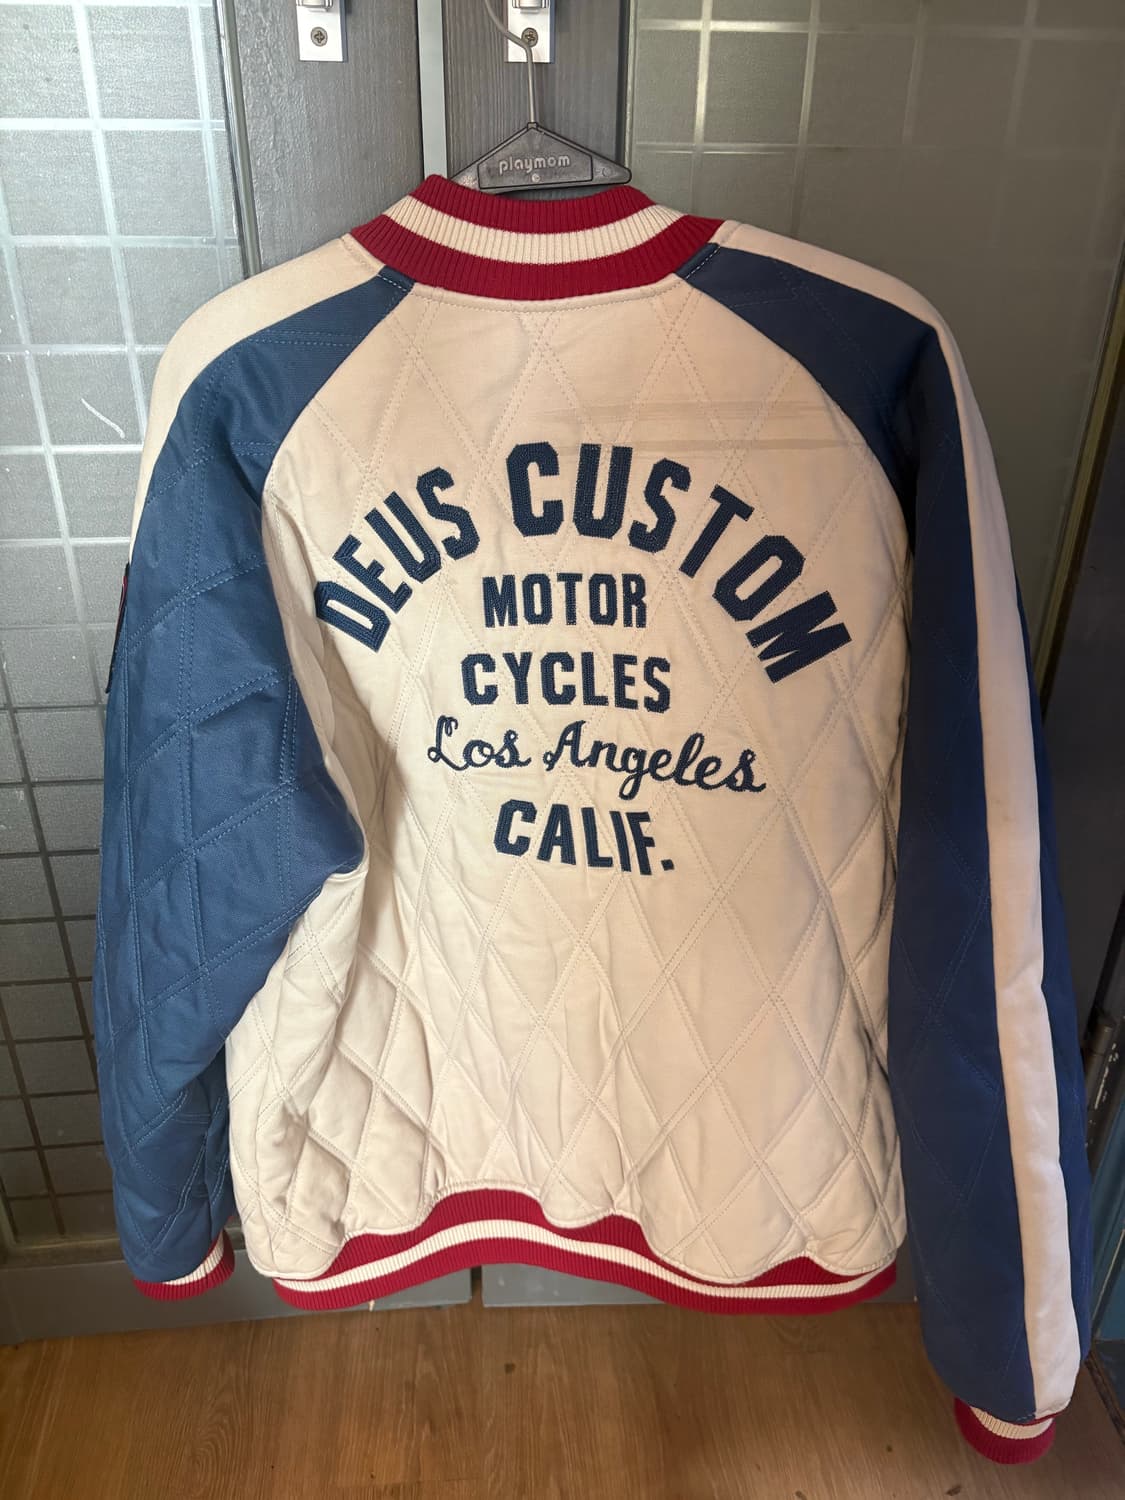 playmom
DEUS CUSTOM
MOTOR
CYCLES
Los Angeles
CALIF.